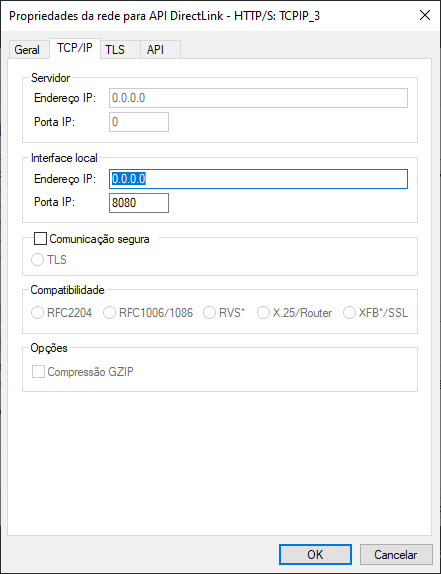 Propriedades da rede para API DirectLink - HTTP/S: TCPIP_3
Geral TCP/IP TLS API
Servidor
Endereço IP: 0.0.0.0
Porta IP: 0
Interface local
Endereço IP: 0.0.0.0
Porta IP: 8080
Comunicação segura
TLS
Compatibilidade
RFC2204 RFC1006/1086 RVS* X.25/Router XFB*/SSL
Opções
Compressão GZIP
OK Cancelar